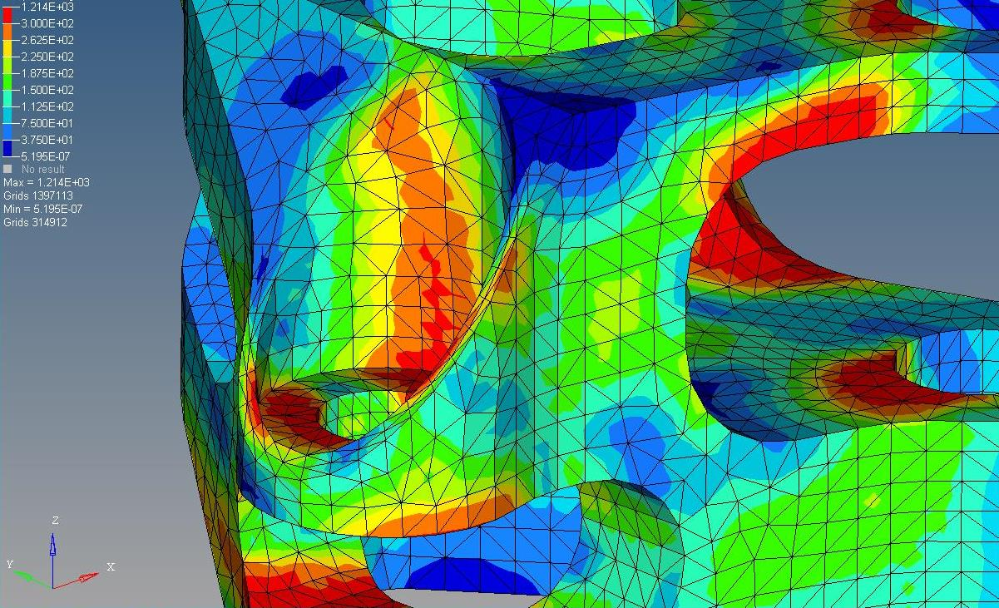 1.214E+03
3.000E+02
2.625E+02
2.250E+02
1.875E+02
1.500E+02
1.125E+02
7.500E+01
3.750E+01
5.195E-07
No result
Max = 1.214E+03
Grids 1397113
Min = 5.195E-07
Grids 314912
Z
Y
X